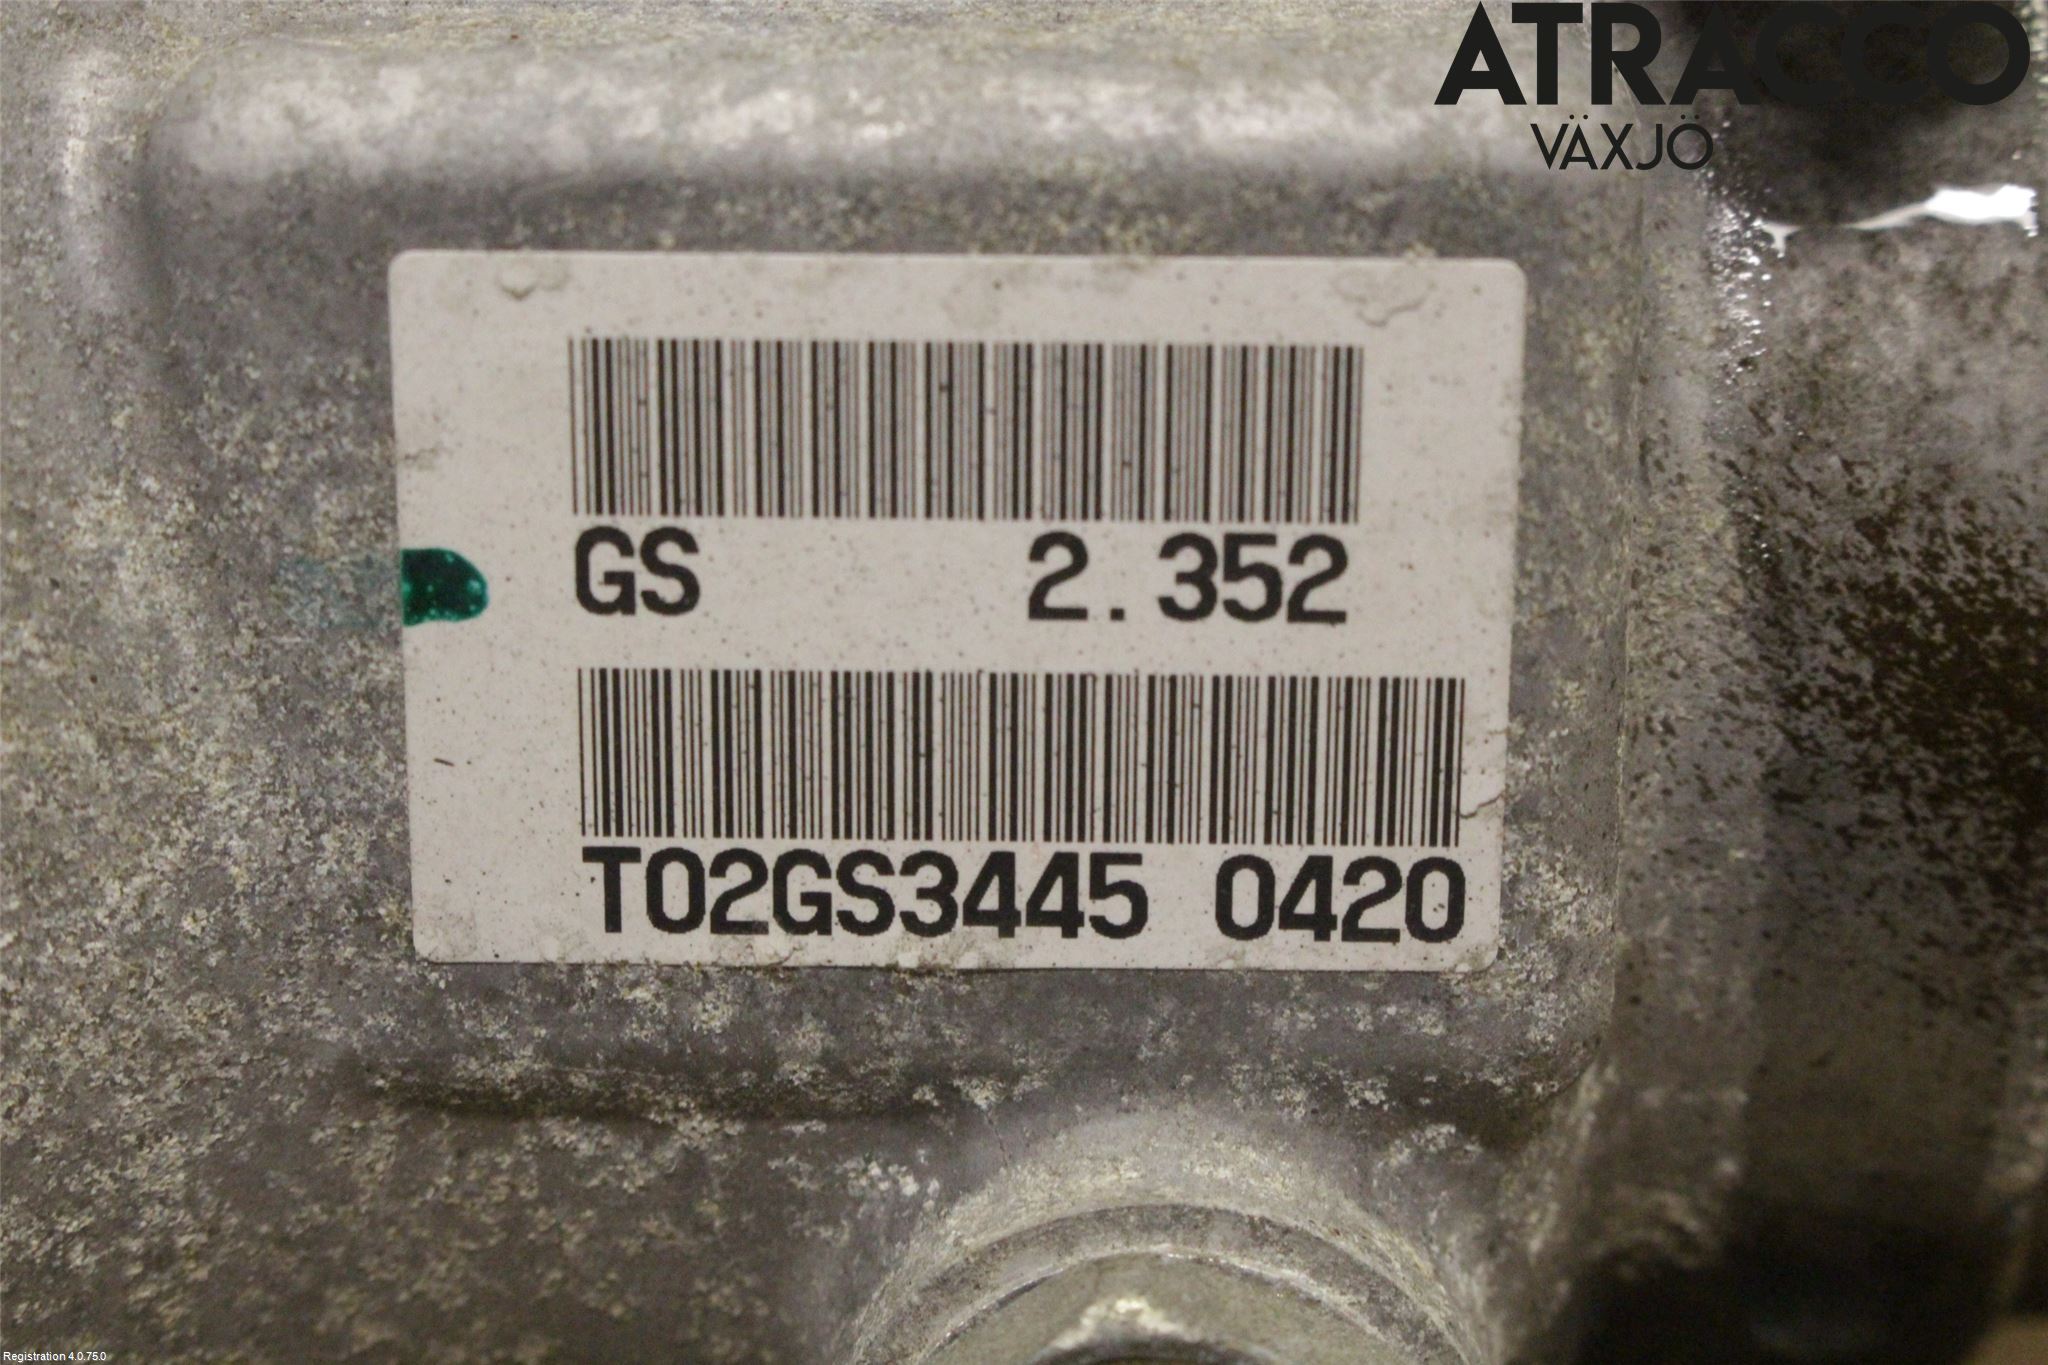 ATRACCO
VÄXJÖ
GS 2.352
T02GS3445 0420
Registration 4.0.75.0